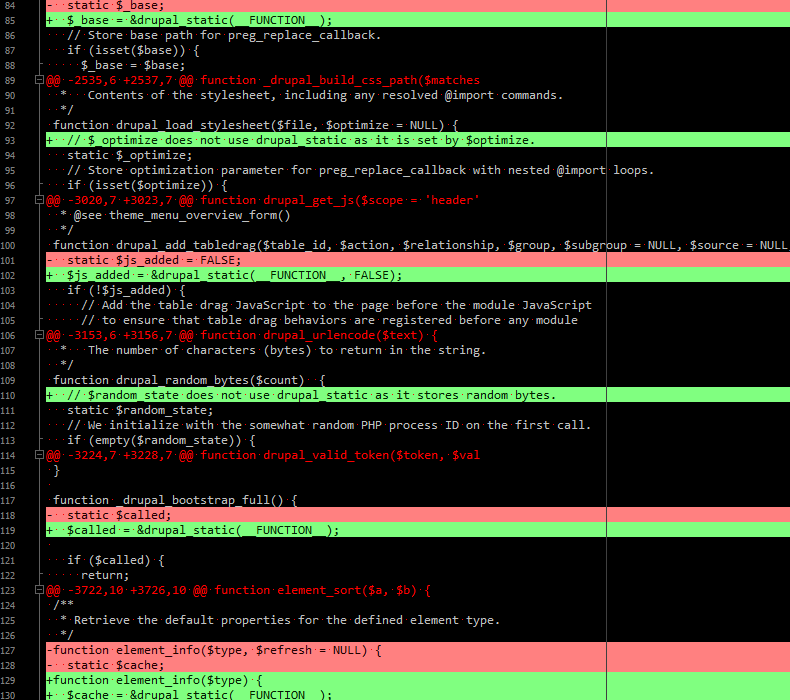 84 -  static $_base;
85 +  $_base = &drupal_static(__FUNCTION__);
86    // Store base path for preg_replace_callback.
87    if (isset($base)) {
88      $_base = $base;
89 @@ -2535,6 +2537,7 @@ function _drupal_build_css_path($matches
90  *   Contents of the stylesheet, including any resolved @import commands.
91  */
92 function drupal_load_stylesheet($file, $optimize = NULL) {
93 +  // $_optimize does not use drupal_static as it is set by $optimize.
94    static $_optimize;
95    // Store optimization parameter for preg_replace_callback with nested @import loops.
96    if (isset($optimize)) {
97 @@ -3020,7 +3023,7 @@ function drupal_get_js($scope = 'header'
98  * @see theme_menu_overview_form()
99  */
100 function drupal_add_tabledrag($table_id, $action, $relationship, $group, $subgroup = NULL, $source = NULL
101 -  static $js_added = FALSE;
102 +  $js_added = &drupal_static(__FUNCTION__, FALSE);
103    if (!$js_added) {
104      // Add the table drag JavaScript to the page before the module JavaScript
105      // to ensure that table drag behaviors are registered before any module
106 @@ -3153,6 +3156,7 @@ function drupal_urlencode($text) {
107  *   The number of characters (bytes) to return in the string.
108  */
109 function drupal_random_bytes($count)  {
110 +  // $random_state does not use drupal_static as it stores random bytes.
111    static $random_state;
112    // We initialize with the somewhat random PHP process ID on the first call.
113    if (empty($random_state)) {
114 @@ -3224,7 +3228,7 @@ function drupal_valid_token($token, $val
115 }
116
117 function _drupal_bootstrap_full() {
118 -  static $called;
119 +  $called = &drupal_static(__FUNCTION__);
120
121    if ($called) {
122      return;
123 @@ -3722,10 +3726,10 @@ function element_sort($a, $b) {
124 /**
125  * Retrieve the default properties for the defined element type.
126  */
127 -function element_info($type, $refresh = NULL) {
128 -  static $cache;
129 +function element_info($type) {
130 +  $cache = &drupal_static(__FUNCTION__);